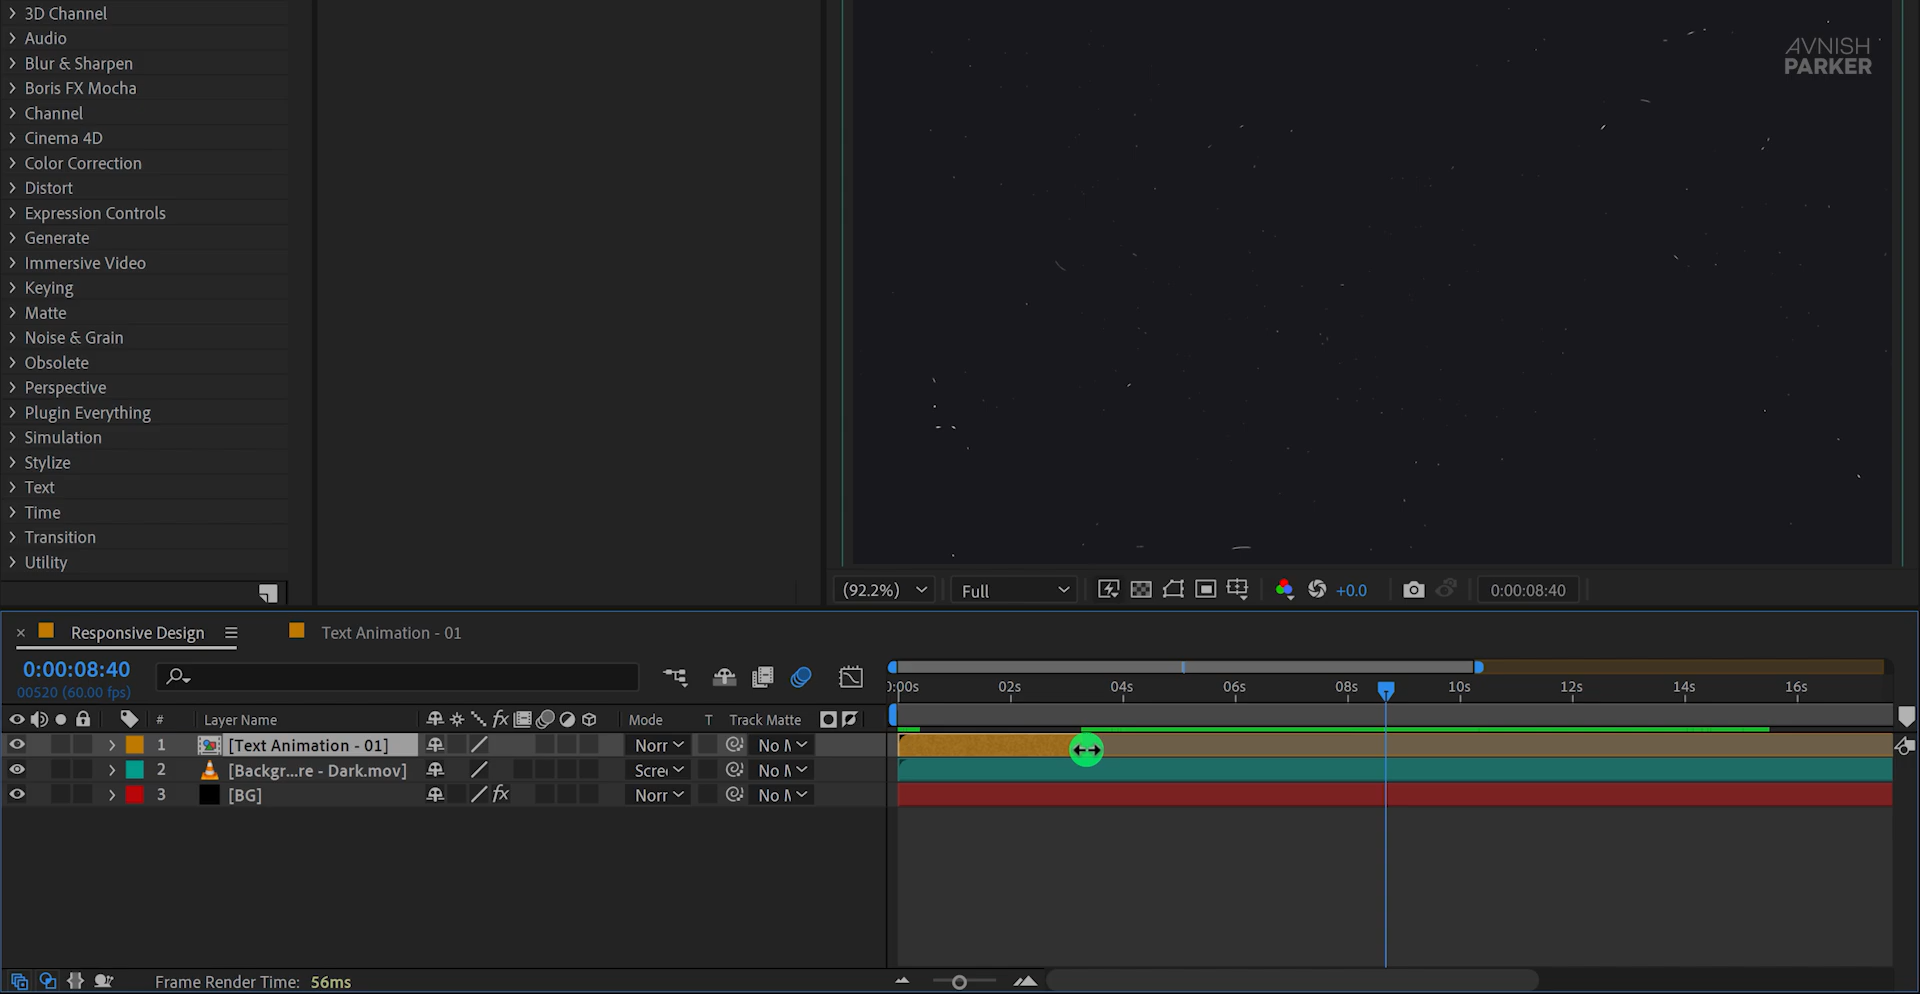 3D Channel
Audio
Blur & Sharpen
Boris FX Mocha
Channel
Cinema 4D
Color Correction
Distort
Expression Controls
Generate
Immersive Video
Keying
Matte
Noise & Grain
Obsolete
Perspective
Plugin Everything
Simulation
Stylize
Text
Time
Transition
Utility
AVNISH
PARKER
(92.2%) Full +0.0 0:00:08:40
× Responsive Design Text Animation - 01
0:00:08:40
00520 (60.00 fps)
0:00s 02s 04s 06s 08s 10s 12s 14s 16s
# Layer Name fx Mode T Track Matte
1 [Text Animation - 01] Norr No M
2 [Backgr...re - Dark.mov] Scre No M
3 [BG] fx Norr No M
Frame Render Time: 56ms